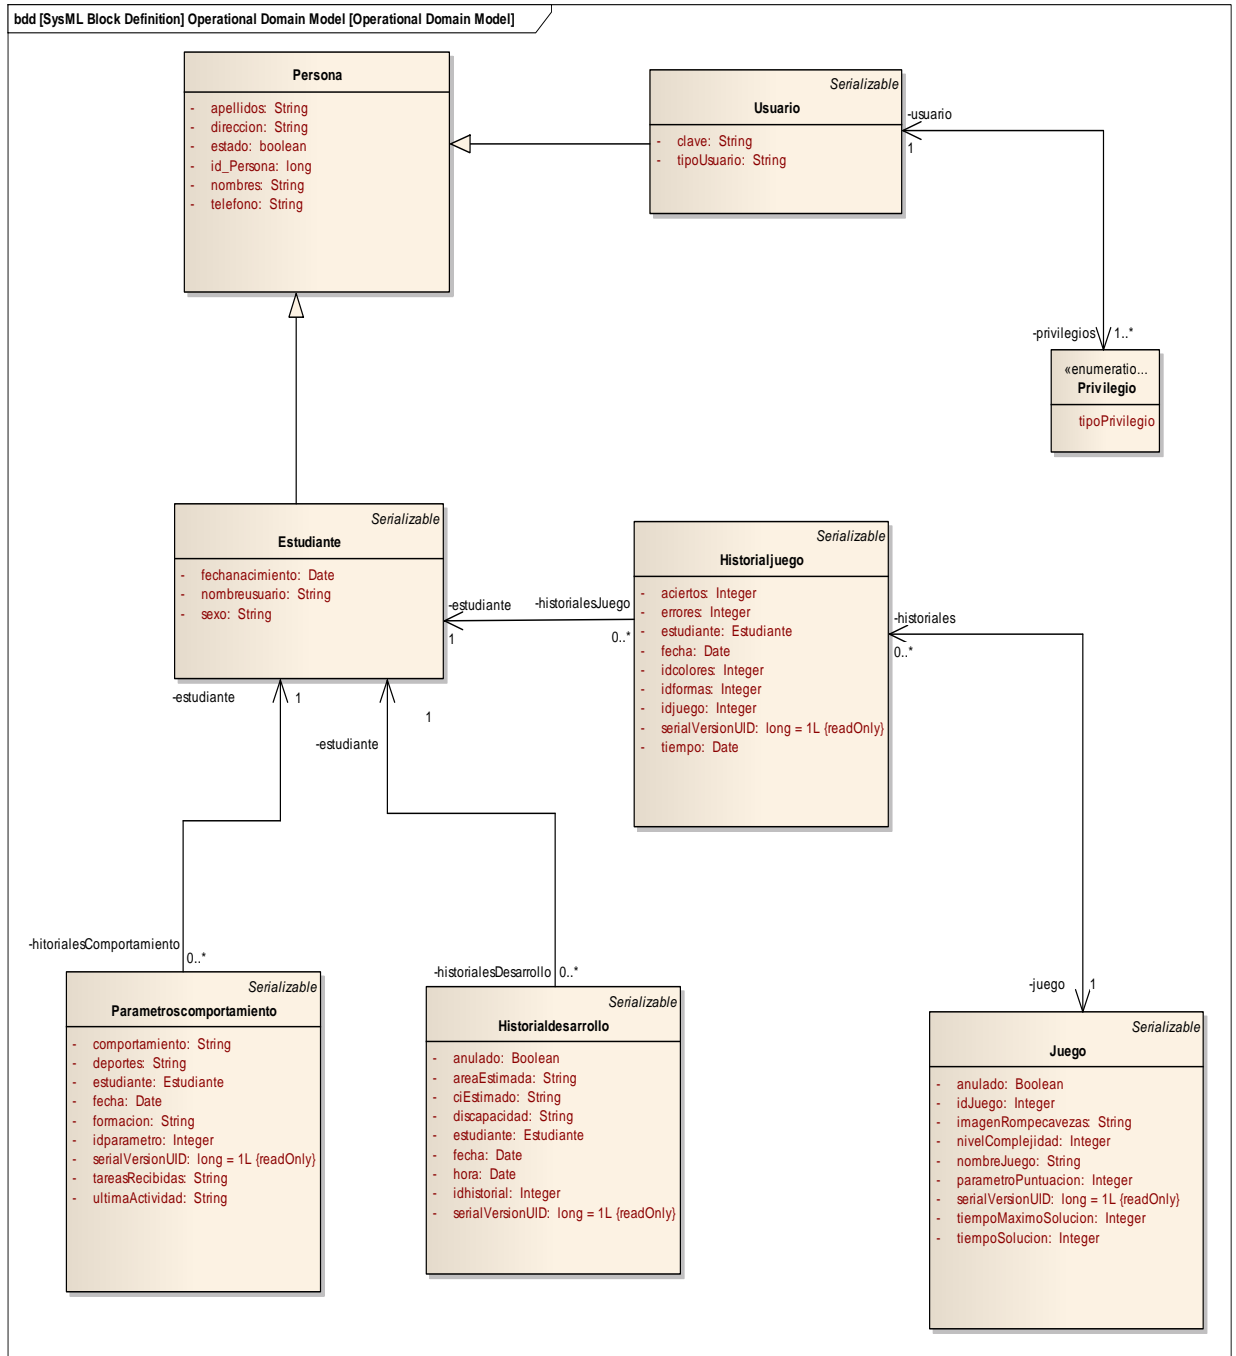 bdd [SysML Block Definition] Operational Domain Model [Operational Domain Model]
Persona
- apellidos: String
- direccion: String
- estado: boolean
- id_Persona: long
- nombres: String
- telefono: String
Serializable
Usuario
- clave: String
- tipoUsuario: String
-usuario
1
-privilegios
1..*
«enumeratio...
Privilegio
tipoPrivilegio
Serializable
Estudiante
- fechanacimiento: Date
- nombreusuario: String
- sexo: String
-estudiante
1
-historialesJuego
0..*
Serializable
Historialjuego
- aciertos: Integer
- errores: Integer
- estudiante: Estudiante
- fecha: Date
- idcolores: Integer
- idformas: Integer
- idjuego: Integer
- serialVersionUID: long = 1L {readOnly}
- tiempo: Date
-historiales
0..*
-estudiante
1
1
-estudiante
-hitorialesComportamiento
0..*
-historialesDesarrollo
0..*
-juego
1
Serializable
Parametroscomportamiento
- comportamiento: String
- deportes: String
- estudiante: Estudiante
- fecha: Date
- formacion: String
- idparametro: Integer
- serialVersionUID: long = 1L {readOnly}
- tareasRecibidas: String
- ultimaActividad: String
Serializable
Historialdesarrollo
- anulado: Boolean
- areaEstimada: String
- ciEstimado: String
- discapacidad: String
- estudiante: Estudiante
- fecha: Date
- hora: Date
- idhistorial: Integer
- serialVersionUID: long = 1L {readOnly}
Serializable
Juego
- anulado: Boolean
- idJuego: Integer
- imagenRompecavezas: String
- nivelComplejidad: Integer
- nombreJuego: String
- parametroPuntuacion: Integer
- serialVersionUID: long = 1L {readOnly}
- tiempoMaximoSolucion: Integer
- tiempoSolucion: Integer